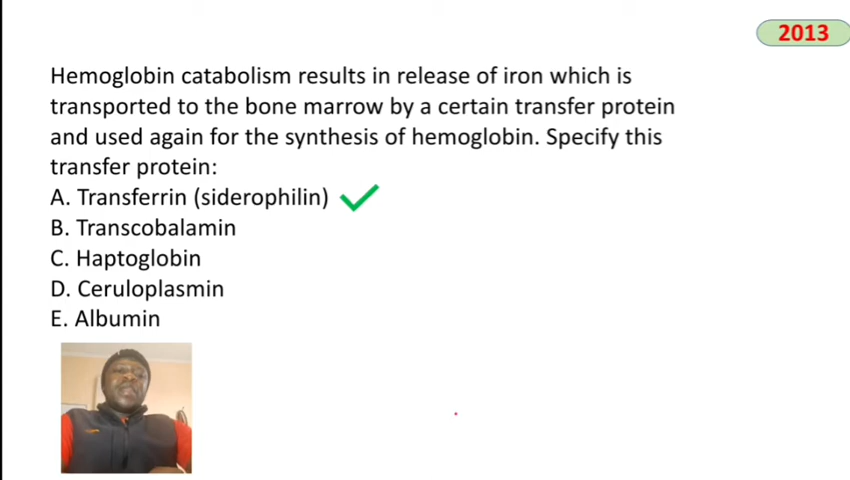 2013
Hemoglobin catabolism results in release of iron which is
transported to the bone marrow by a certain transfer protein
and used again for the synthesis of hemoglobin. Specify this
transfer protein:
A. Transferrin (siderophilin)
B. Transcobalamin
C. Haptoglobin
D. Ceruloplasmin
E. Albumin